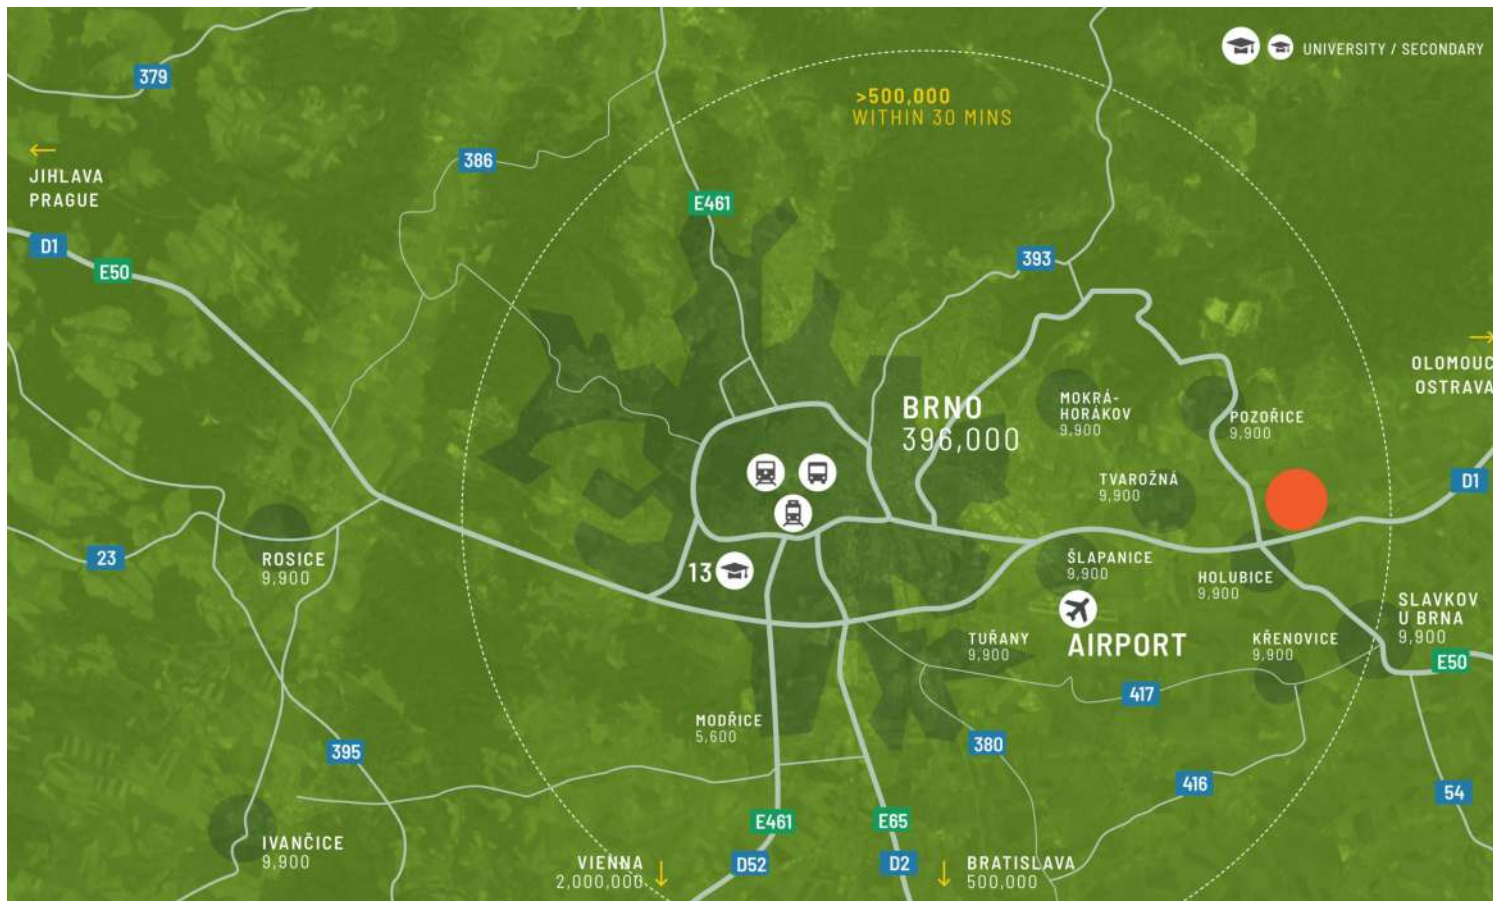 UNIVERSITY / SECONDARY
379
>500,000
WITHIN 30 MINS
386
JIHLAVA
PRAGUE
E461
D1
E50
393
OLOMOUC
OSTRAVA
BRNO
396,000
MOKRÁ-
HORÁKOV
9,900
POZOŘICE
9,900
TVAROŽNÁ
9,900
D1
23
ROSICE
9,900
13
ŠLAPANICE
9,900
HOLUBICE
9,900
SLAVKOV
U BRNA
9,900
TUŘANY
9,900
AIRPORT
KŘENOVICE
9,900
E50
417
MODŘICE
5,600
395
380
416
54
E461
E65
IVANČICE
9,900
VIENNA
2,000,000
D52
D2
BRATISLAVA
500,000